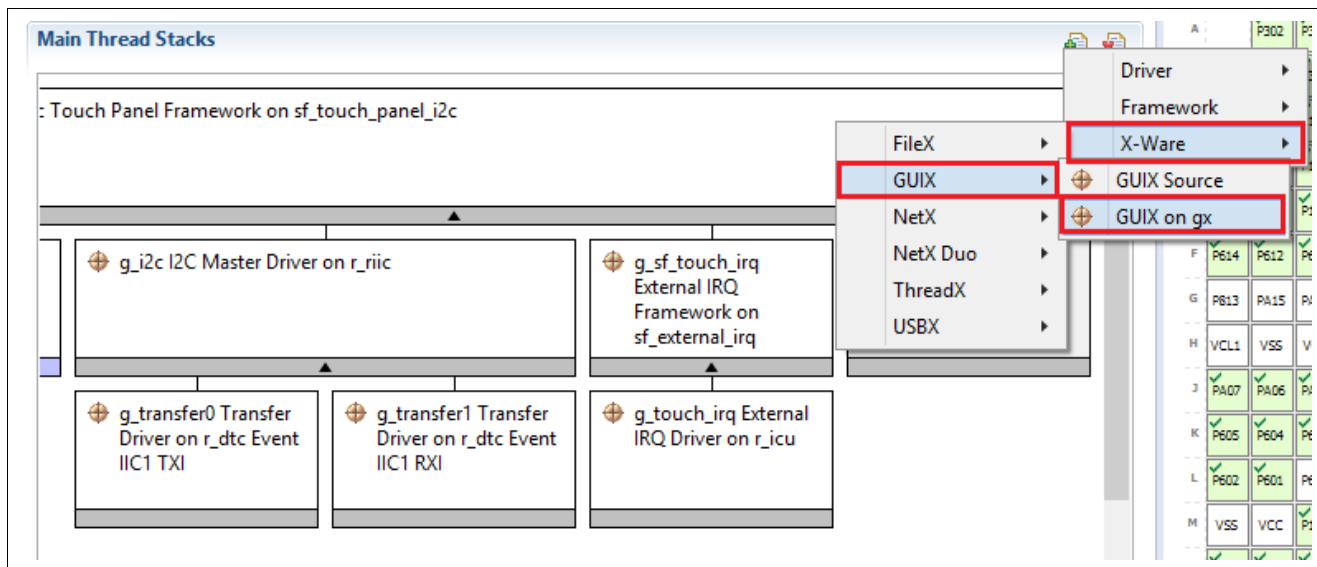 Main Thread Stacks
: Touch Panel Framework on sf_touch_panel_i2c
Driver
Framework
X-Ware
FileX
GUIX
NetX
NetX Duo
ThreadX
USBX
GUIX Source
GUIX on gx
g_i2c I2C Master Driver on r_riic
g_sf_touch_irq
External IRQ
Framework on
sf_external_irq
g_transfer0 Transfer
Driver on r_dtc Event
IIC1 TXI
g_transfer1 Transfer
Driver on r_dtc Event
IIC1 RXI
g_touch_irq External
IRQ Driver on r_icu
A P302
F P614 P612
G P613 PA15
H VCL1 VSS
J PA07 PA06
K P605 P604
L P602 P601
M VSS VCC